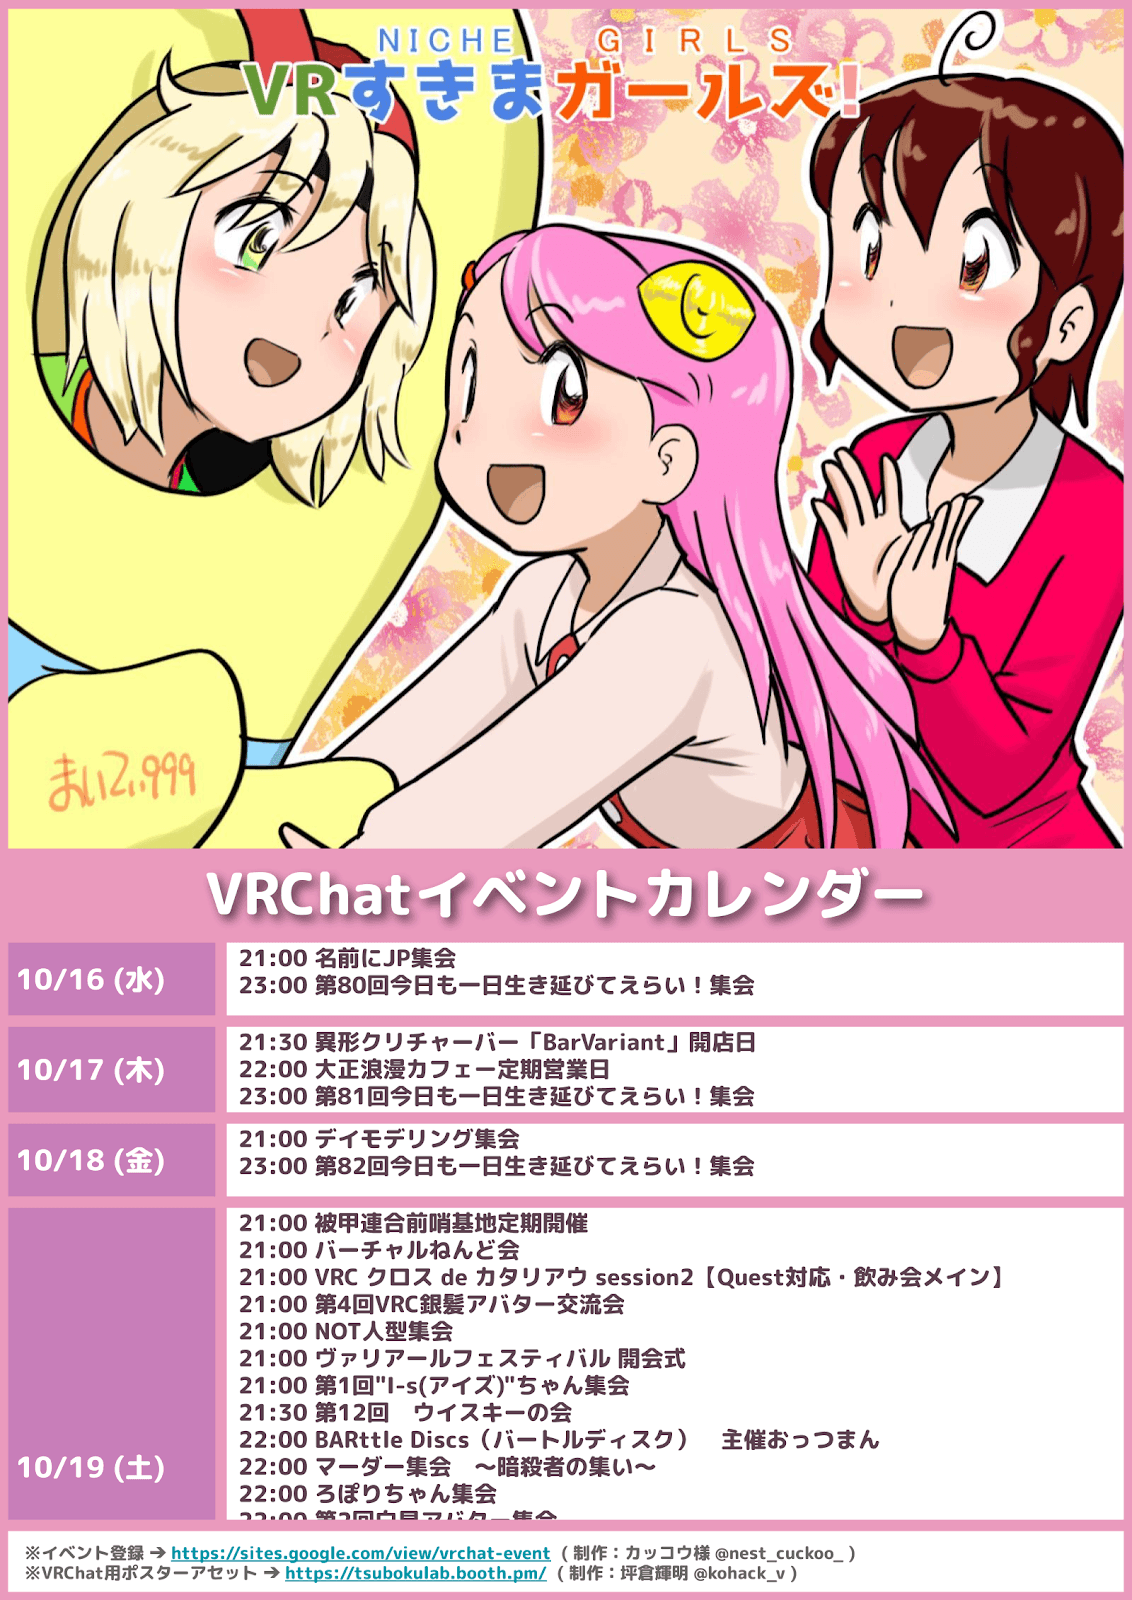 NICHE GIRLS
VRすきまガールズ!
まいてぃ999
VRChatイベントカレンダー
10/16 (水)
21:00 名前にJP集会
23:00 第80回今日も一日生き延びてえらい！集会
10/17 (木)
21:30 異形クリチャーバー「BarVariant」開店日
22:00 大正浪漫カフェー定期営業日
23:00 第81回今日も一日生き延びてえらい！集会
10/18 (金)
21:00 デイモデリング集会
23:00 第82回今日も一日生き延びてえらい！集会
10/19 (土)
21:00 被甲連合前哨基地定期開催
21:00 バーチャルねんど会
21:00 VRC クロス de カタリアウ session2【Quest対応・飲み会メイン】
21:00 第4回VRC銀髪アバター交流会
21:00 NOT人型集会
21:00 ヴァリアールフェスティバル 開会式
21:00 第1回"I-s(アイズ)"ちゃん集会
21:30 第12回　ウイスキーの会
22:00 BARttle Discs（バートルディスク）　主催おっつまん
22:00 マーダー集会　～暗殺者の集い～
22:00 ろぽりちゃん集会
※イベント登録 → https://sites.google.com/view/vrchat-event ( 制作：カッコウ様 @nest_cuckoo_ )
※VRChat用ポスターアセット → https://tsubokulab.booth.pm/ ( 制作：坪倉輝明 @kohack_v )